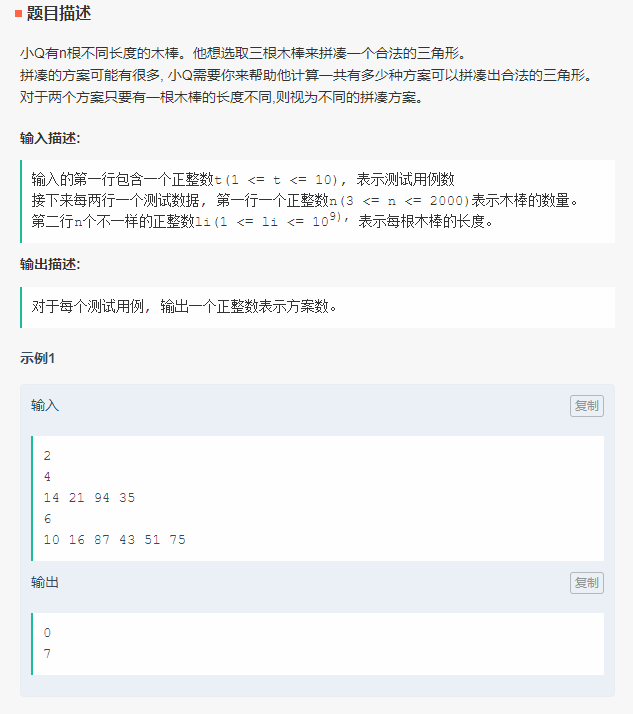 题目描述
小Q有n根不同长度的木棒。他想选取三根木棒来拼凑一个合法的三角形。
拼凑的方案可能有很多, 小Q需要你来帮助他计算一共有多少种方案可以拼凑出合法的三角形。
对于两个方案只要有一根木棒的长度不同,则视为不同的拼凑方案。
输入描述:
输入的第一行包含一个正整数t(1 <= t <= 10), 表示测试用例数
接下来每两行一个测试数据, 第一行一个正整数n(3 <= n <= 2000)表示木棒的数量。
第二行n个不一样的正整数li(1 <= li <= 10^9), 表示每根木棒的长度。
输出描述:
对于每个测试用例, 输出一个正整数表示方案数。
示例1
输入 复制
2
4
14 21 94 35
6
10 16 87 43 51 75
输出 复制
0
7